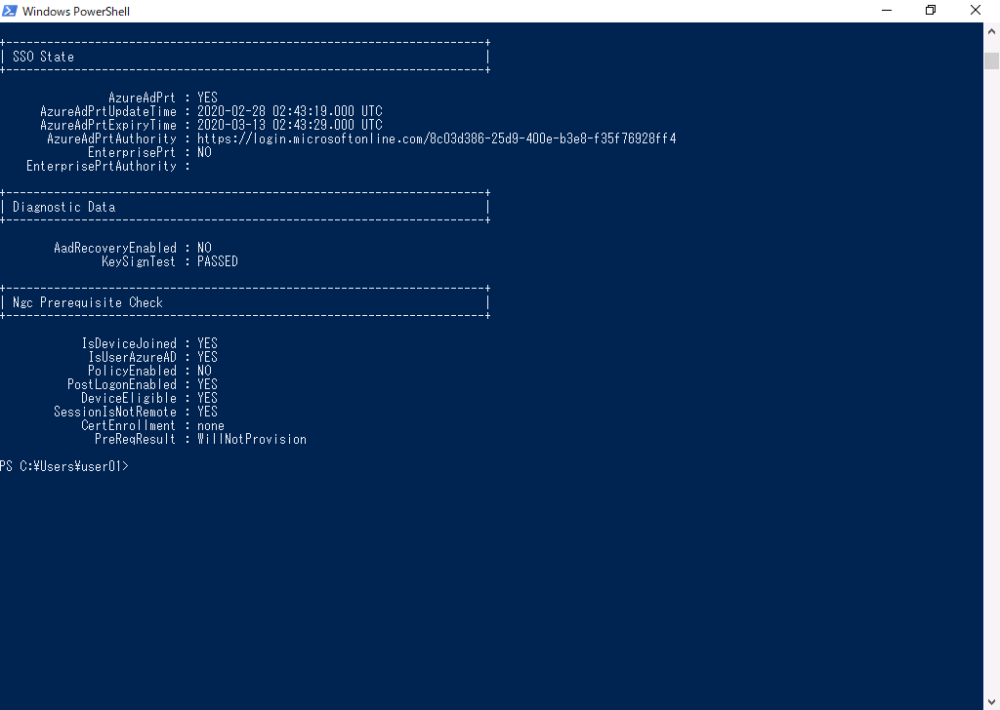 Windows PowerShell
+----------------------------------------------------------------------+
| SSO State                                                            |
+----------------------------------------------------------------------+
AzureAdPrt : YES
AzureAdPrtUpdateTime : 2020-02-28 02:43:19.000 UTC
AzureAdPrtExpiryTime : 2020-03-13 02:43:29.000 UTC
AzureAdPrtAuthority : https://login.microsoftonline.com/8c03d386-25d9-400e-b3e8-f35f76928ff4
EnterprisePrt : NO
EnterprisePrtAuthority :
+----------------------------------------------------------------------+
| Diagnostic Data                                                      |
+----------------------------------------------------------------------+
AadRecoveryEnabled : NO
KeySignTest : PASSED
+----------------------------------------------------------------------+
| Ngc Prerequisite Check                                               |
+----------------------------------------------------------------------+
IsDeviceJoined : YES
IsUserAzureAD : YES
PolicyEnabled : NO
PostLogonEnabled : YES
DeviceEligible : YES
SessionIsNotRemote : YES
CertEnrollment : none
PreReqResult : WillNotProvision
PS C:¥Users¥user01>